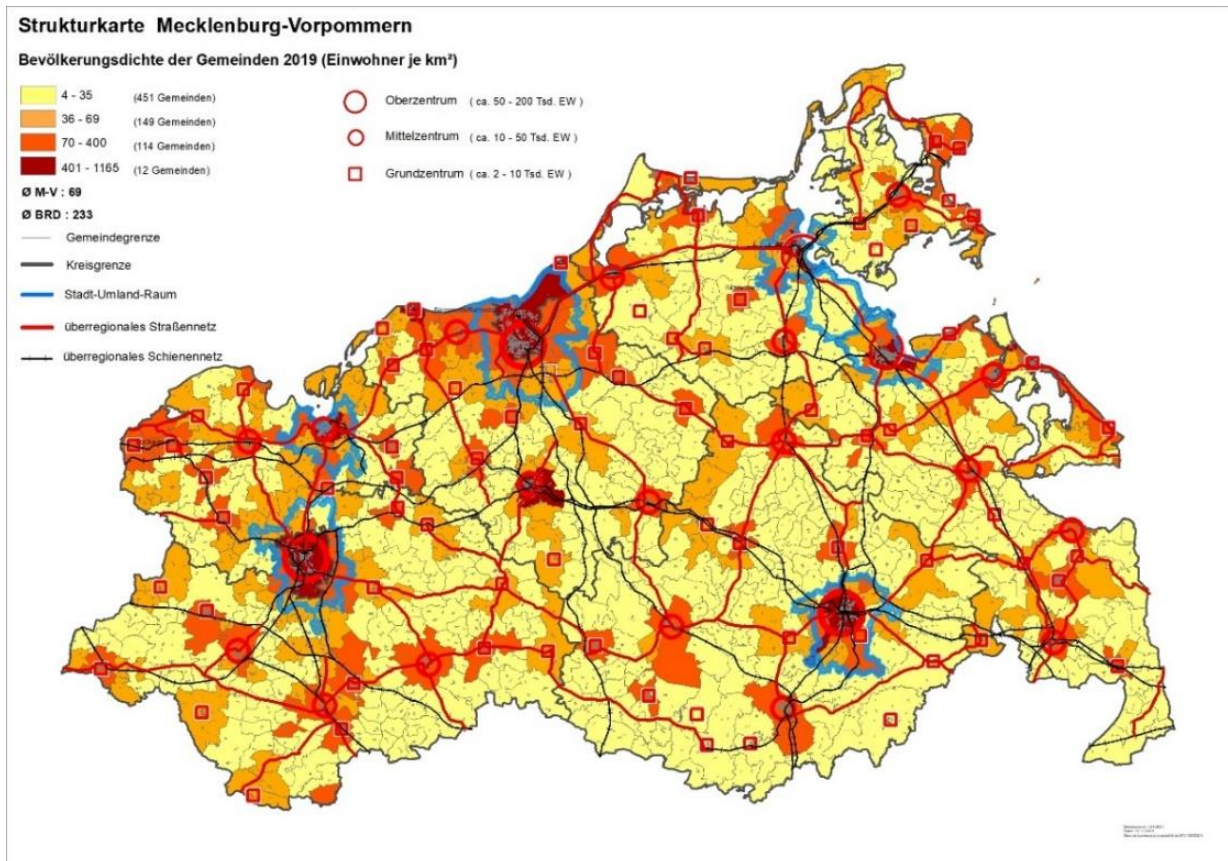 Strukturkarte Mecklenburg-Vorpommern
Bevölkerungsdichte der Gemeinden 2019 (Einwohner je km²)
4 - 35 (451 Gemeinden)
36 - 69 (149 Gemeinden)
70 - 400 (114 Gemeinden)
401 - 1165 (12 Gemeinden)
Ø M-V : 69
Ø BRD : 233
Gemeindegrenze
Kreisgrenze
Stadt-Umland-Raum
überregionales Straßennetz
überregionales Schienennetz
Oberzentrum ( ca. 50 - 200 Tsd. EW )
Mittelzentrum ( ca. 10 - 50 Tsd. EW )
Grundzentrum ( ca. 2 - 10 Tsd. EW )